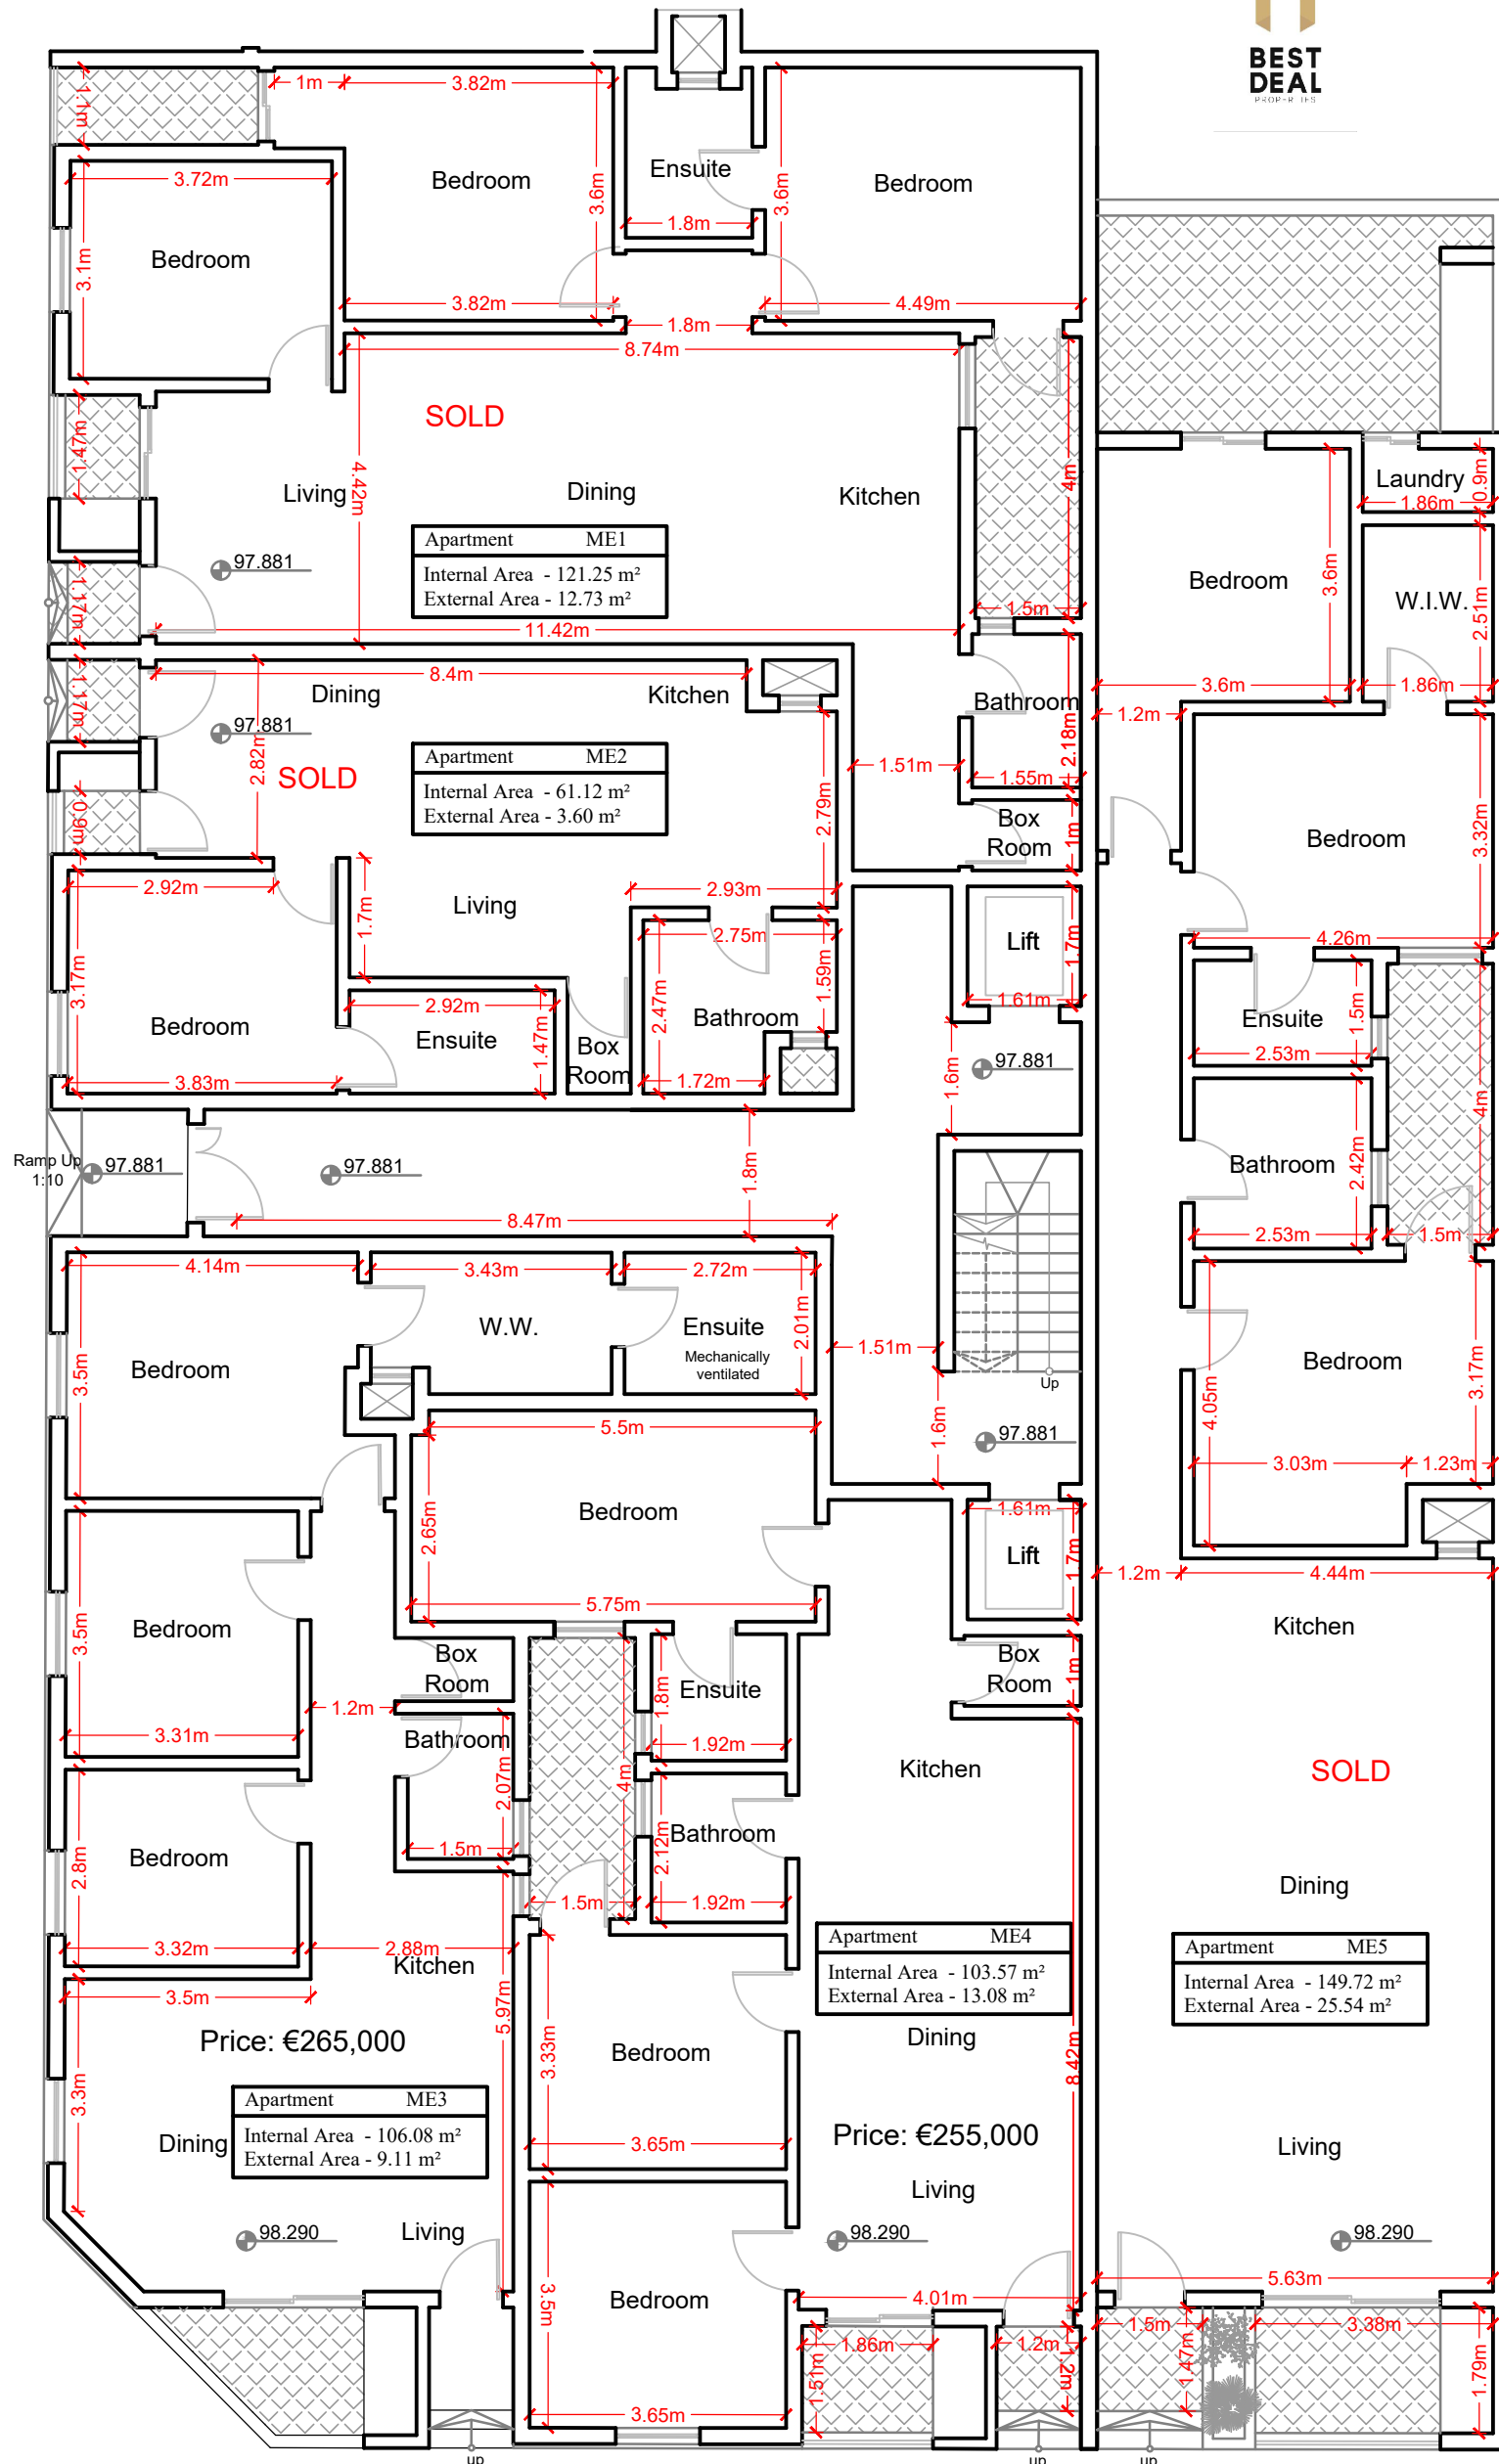 BEST
DEAL
PROPERTIES
1m
3.82m
1.1m
3.72m
Bedroom
3.6m
Ensuite
1.8m
3.6m
Bedroom
Bedroom
3.1m
3.82m
1.8m
4.49m
8.74m
SOLD
1.47m
4.42m
4m
Living
Dining
Kitchen
Laundry
1.86m
0.9m
Apartment ME1
Internal Area - 121.25 m²
External Area - 12.73 m²
97.881
1.17m
11.42m
1.5m
Bedroom
3.6m
W.I.W.
2.51m
3.6m
1.86m
1.2m
1.17m
Dining
8.4m
Kitchen
Bathroom
2.18m
97.881
2.82m
SOLD
Apartment ME2
Internal Area - 61.12 m²
External Area - 3.60 m²
1.51m
1.55m
2.79m
0.9m
Box
Room
1m
Bedroom
3.32m
2.92m
1.7m
Living
2.93m
2.75m
Lift
1.7m
1.61m
4.26m
3.17m
Bedroom
2.92m
Ensuite
1.47m
3.83m
Box
Room
2.47m
1.59m
Bathroom
1.72m
1.6m
97.881
Ensuite
1.5m
2.53m
4m
Ramp Up
1:10
97.881
97.881
1.8m
8.47m
Bathroom
2.42m
2.53m
1.5m
4.14m
3.43m
2.72m
3.5m
Bedroom
W.W.
Ensuite
Mechanically
ventilated
2.01m
1.51m
Up
Bedroom
4.05m
3.17m
3.03m
1.23m
5.5m
1.6m
97.881
2.65m
Bedroom
1.61m
Lift
1.7m
1.2m
4.44m
5.75m
Kitchen
3.5m
Bedroom
3.31m
1.2m
Box
Room
Ensuite
1.8m
1.92m
Box
Room
1m
Bathroom
2.07m
1.5m
4m
Kitchen
SOLD
2.8m
Bedroom
Bathroom
2.12m
1.92m
1.5m
3.32m
2.88m
Kitchen
3.5m
Dining
Apartment ME4
Internal Area - 103.57 m²
External Area - 13.08 m²
Apartment ME5
Internal Area - 149.72 m²
External Area - 25.54 m²
5.97m
Price: €265,000
3.33m
Bedroom
Dining
8.42m
3.3m
Apartment ME3
Internal Area - 106.08 m²
External Area - 9.11 m²
Dining
3.65m
Price: €255,000
Living
Living
Living
98.290
98.290
98.290
3.5m
Bedroom
4.01m
5.63m
1.86m
1.51m
1.2m
1.2m
1.5m
1.47m
3.38m
1.79m
3.65m
up
up
up